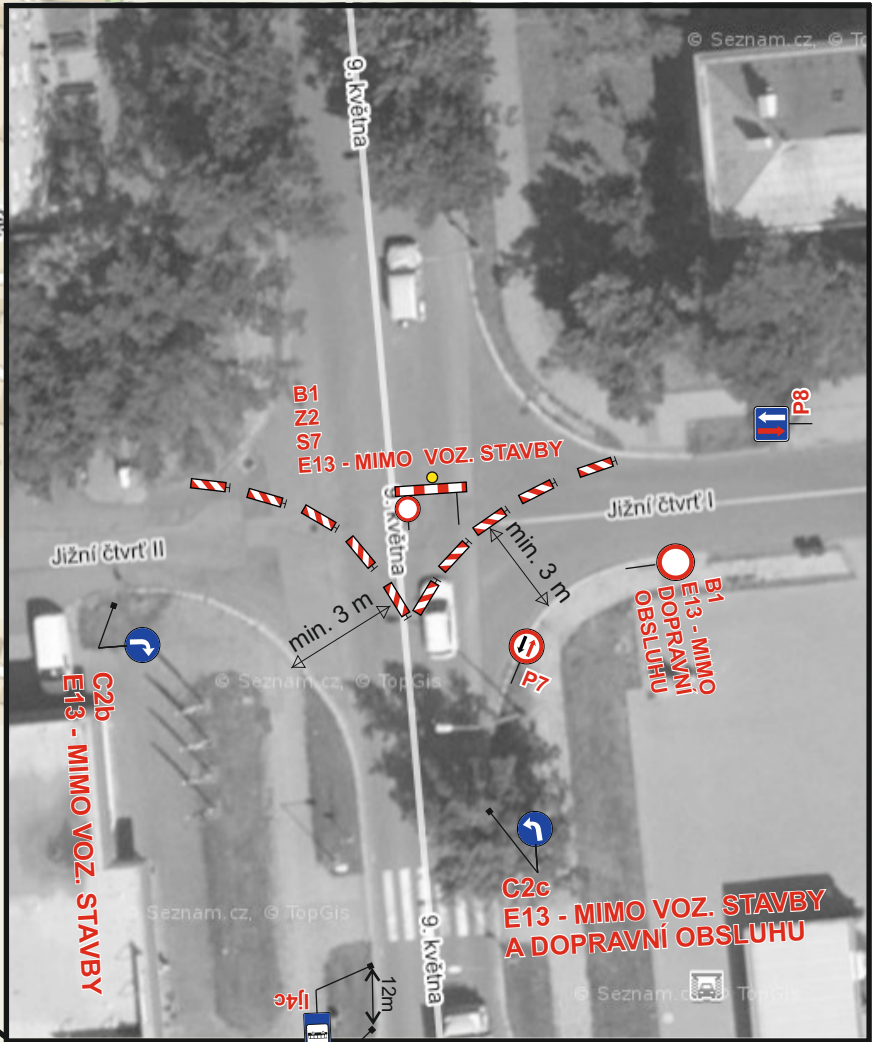 © Seznam.cz, © To
9. května
P8
B1
Z2
S7
E13 - MIMO VOZ. STAVBY
9. května
Jižní čtvrť I
Jižní čtvrť II
min. 3 m
min. 3 m
B1
E13 - MIMO
DOPRAVNÍ
OBSLUHU
P7
© Seznam.cz, © TopGis
C2b
E13 - MIMO VOZ. STAVBY
C2c
E13 - MIMO VOZ. STAVBY
A DOPRAVNÍ OBSLUHU
© Seznam.cz, © TopGis
9. května
12m
Ij4c
© Seznam.cz, © TopGis